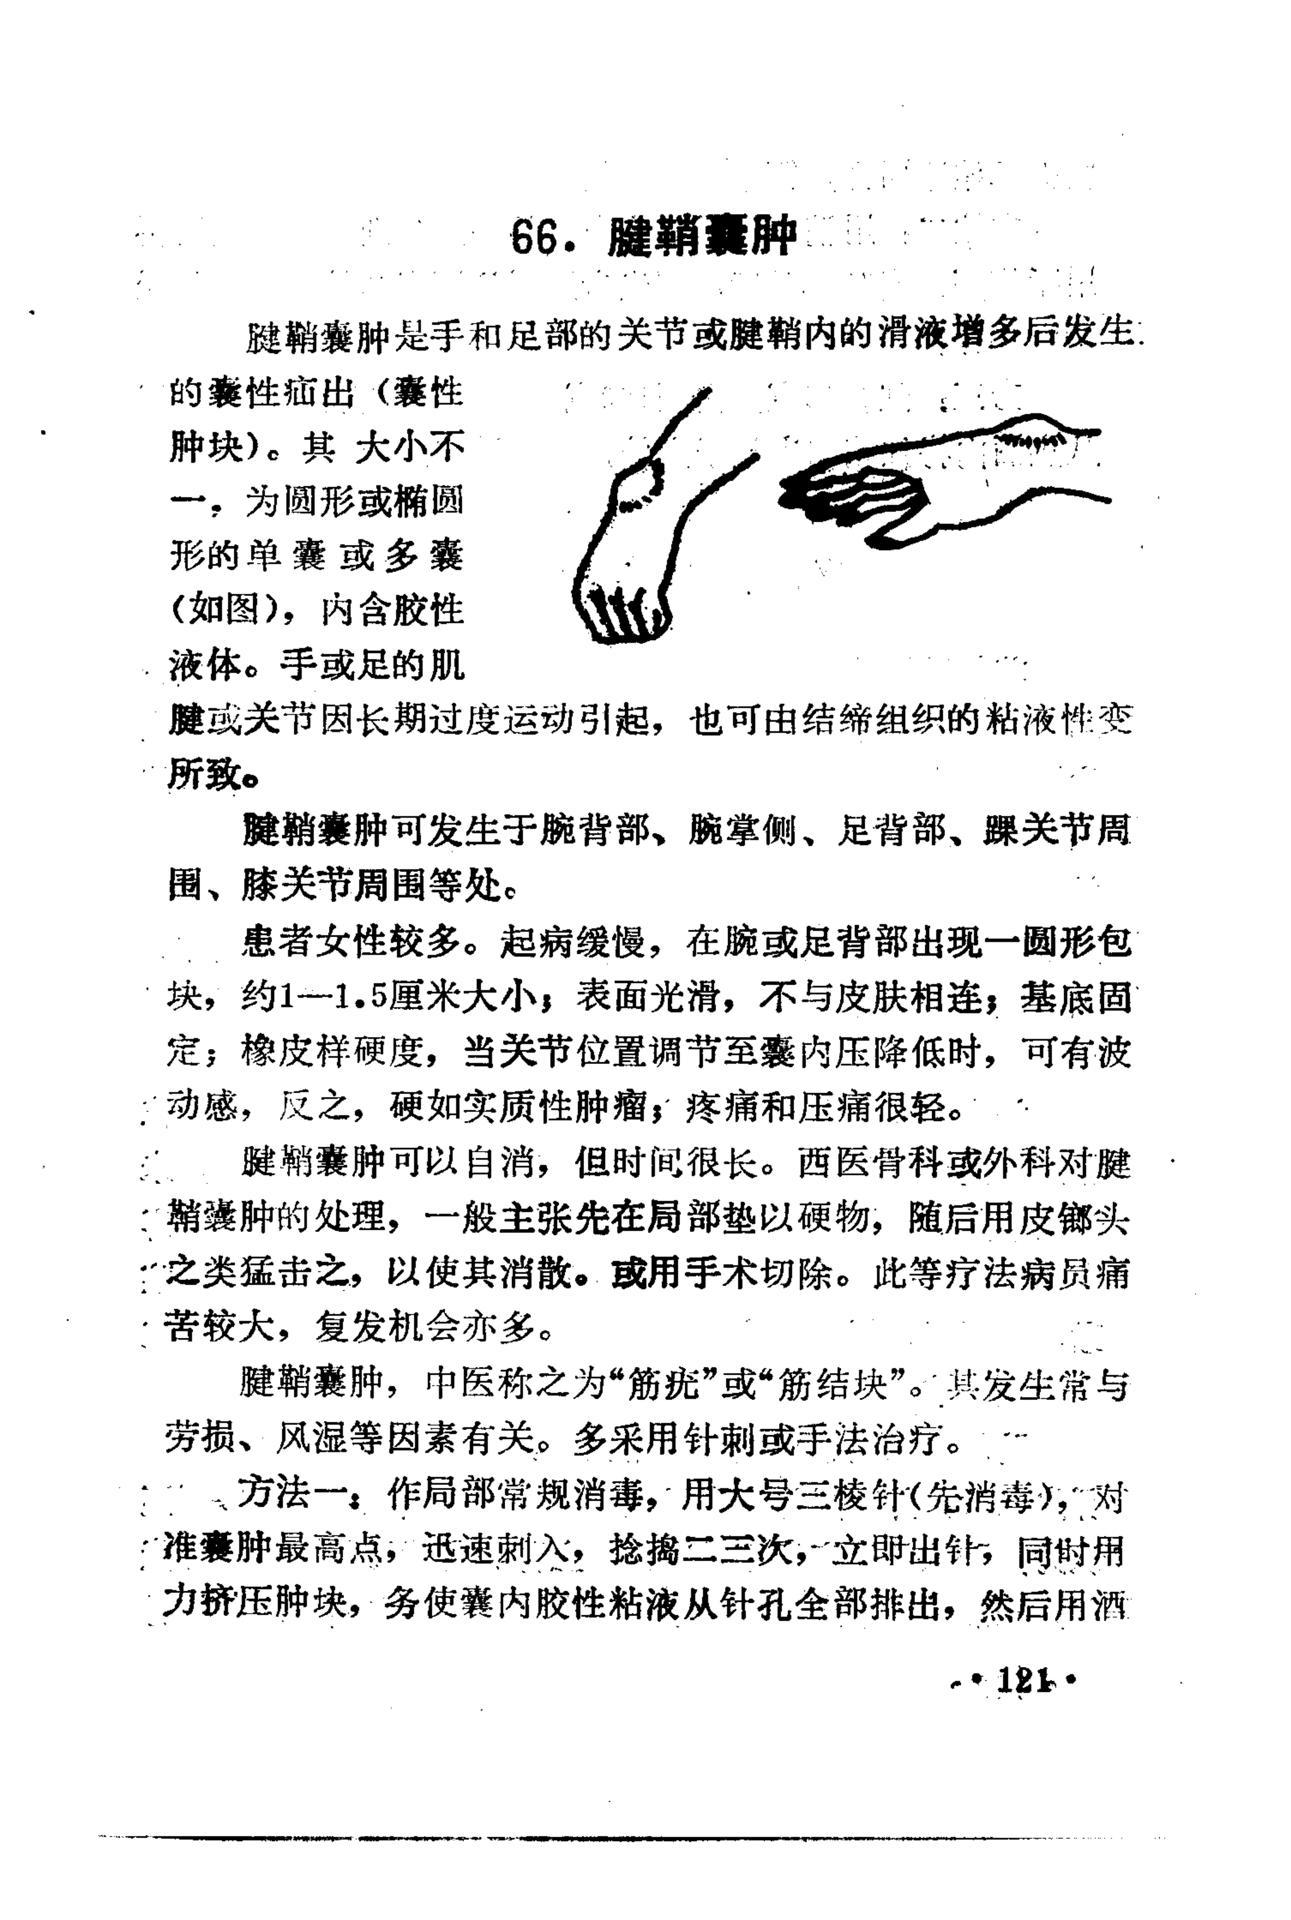 66. 腱鞘囊肿
腱鞘囊肿是手和足部的关节或腱鞘内的滑液增多后发生
的囊性疝出（囊性
肿块）。其大小不
一，为圆形或椭圆
形的单囊或多囊
（如图），内含胶性
液体。手或足的肌
腱或关节因长期过度运动引起，也可由结缔组织的粘液性变
所致。
腱鞘囊肿可发生于腕背部、腕掌侧、足背部、踝关节周
围、膝关节周围等处。
患者女性较多。起病缓慢，在腕或足背部出现一圆形包
块，约1—1.5厘米大小；表面光滑，不与皮肤相连；基底固
定；橡皮样硬度，当关节位置调节至囊内压降低时，可有波
动感，反之，硬如实质性肿瘤；疼痛和压痛很轻。
腱鞘囊肿可以自消，但时间很长。西医骨科或外科对腱
鞘囊肿的处理，一般主张先在局部垫以硬物，随后用皮鎯头
之类猛击之，以使其消散。或用手术切除。此等疗法病员痛
苦较大，复发机会亦多。
腱鞘囊肿，中医称之为“筋疣”或“筋结块”。其发生常与
劳损、风湿等因素有关。多采用针刺或手法治疗。
方法一：作局部常规消毒，用大号三棱针（先消毒），对
准囊肿最高点，迅速刺入，捻捣二三次，立即出针，同时用
力挤压肿块，务使囊内胶性粘液从针孔全部排出，然后用酒
·121·